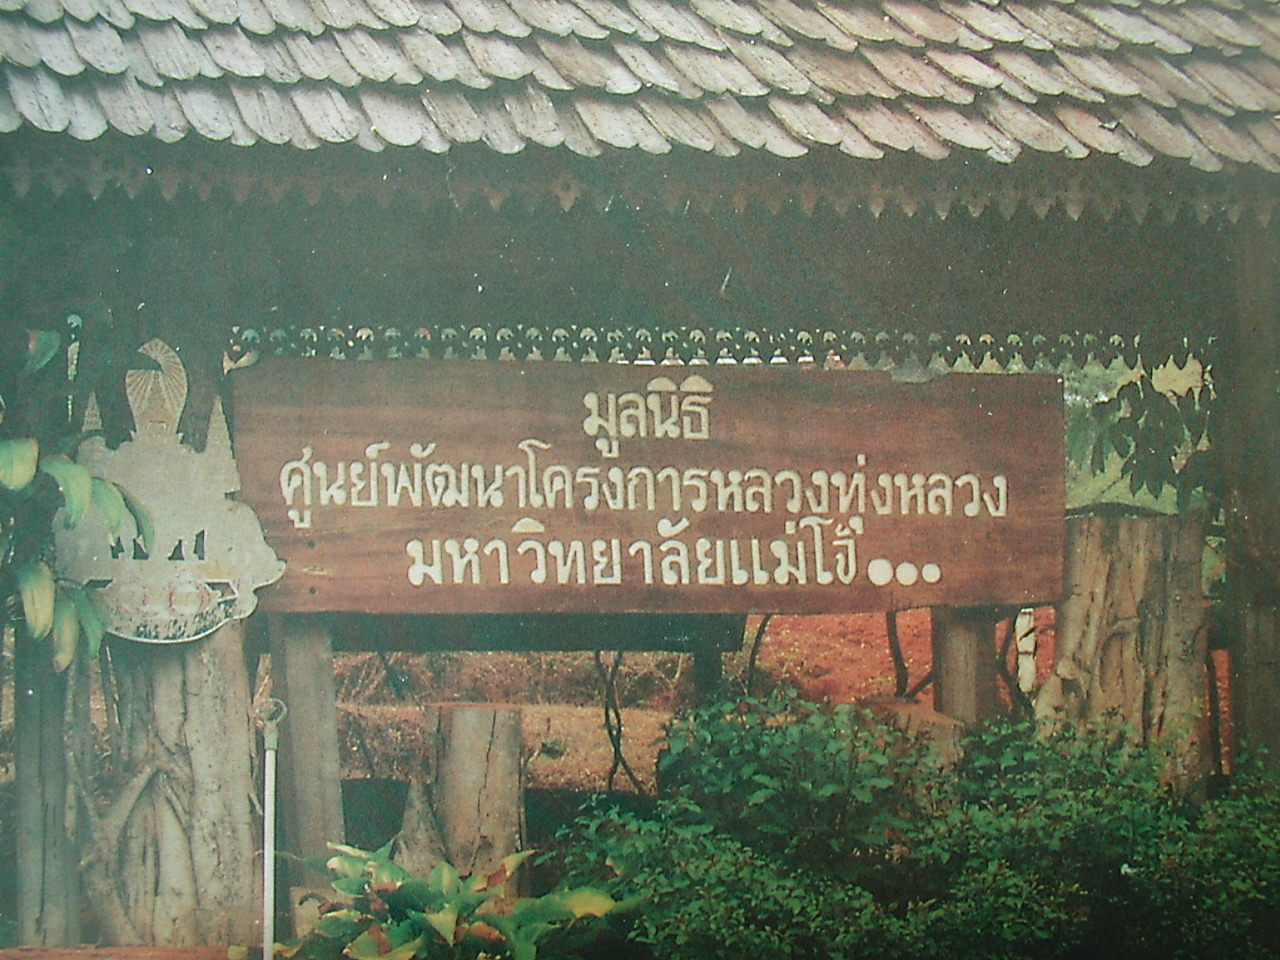 มูลนิธิ
ศูนย์พัฒนาโครงการหลวงทุ่งหลวง
มหาวิทยาลัยแม่โจ้...